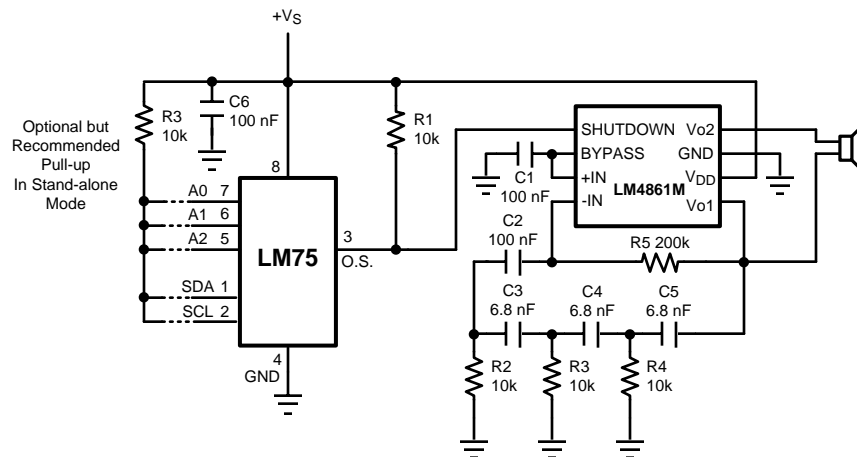 +VS
Optional but
Recommended
Pull-up
In Stand-alone
Mode
R3
10k
C6
100 nF
R1
10k
8
A0 7
A1 6
A2 5
SDA 1
SCL 2
LM75
3
O.S.
4
GND
SHUTDOWN Vo2
BYPASS GND
+IN VDD
-IN Vo1
LM4861M
C1
100 nF
C2
100 nF
R5 200k
C3
6.8 nF
C4
6.8 nF
C5
6.8 nF
R2
10k
R3
10k
R4
10k